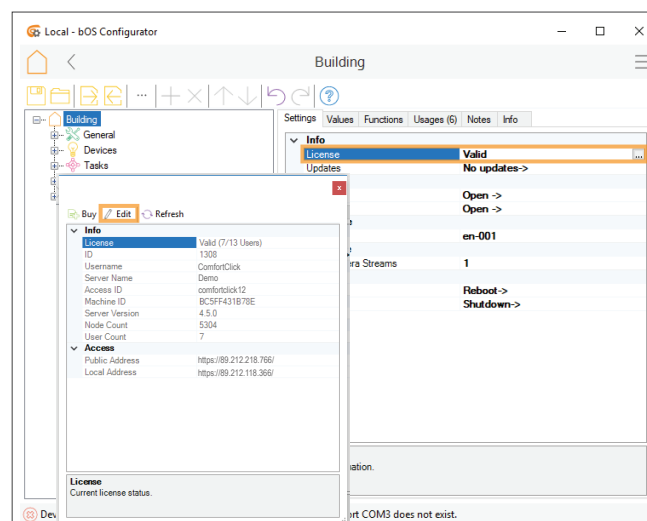 Local - bOS Configurator
Building
Building
General
Devices
Tasks
Settings Values Functions Usages (6) Notes Info
Info
License Valid ...
Updates No updates->
Open ->
Open ->
en-001
era Streams 1
Reboot->
Shutdown->
ation.
Buy Edit Refresh
Info
License Valid (7/13 Users)
ID 1308
Username ComfortClick
Server Name Demo
Access ID comfortclick12
Machine ID BC5FF431B78E
Server Version 4.5.0
Node Count 5304
User Count 7
Access
Public Address https://89.212.218.766/
Local Address https://89.212.118.366/
License
Current license status.
Dev
rt COM3 does not exist.